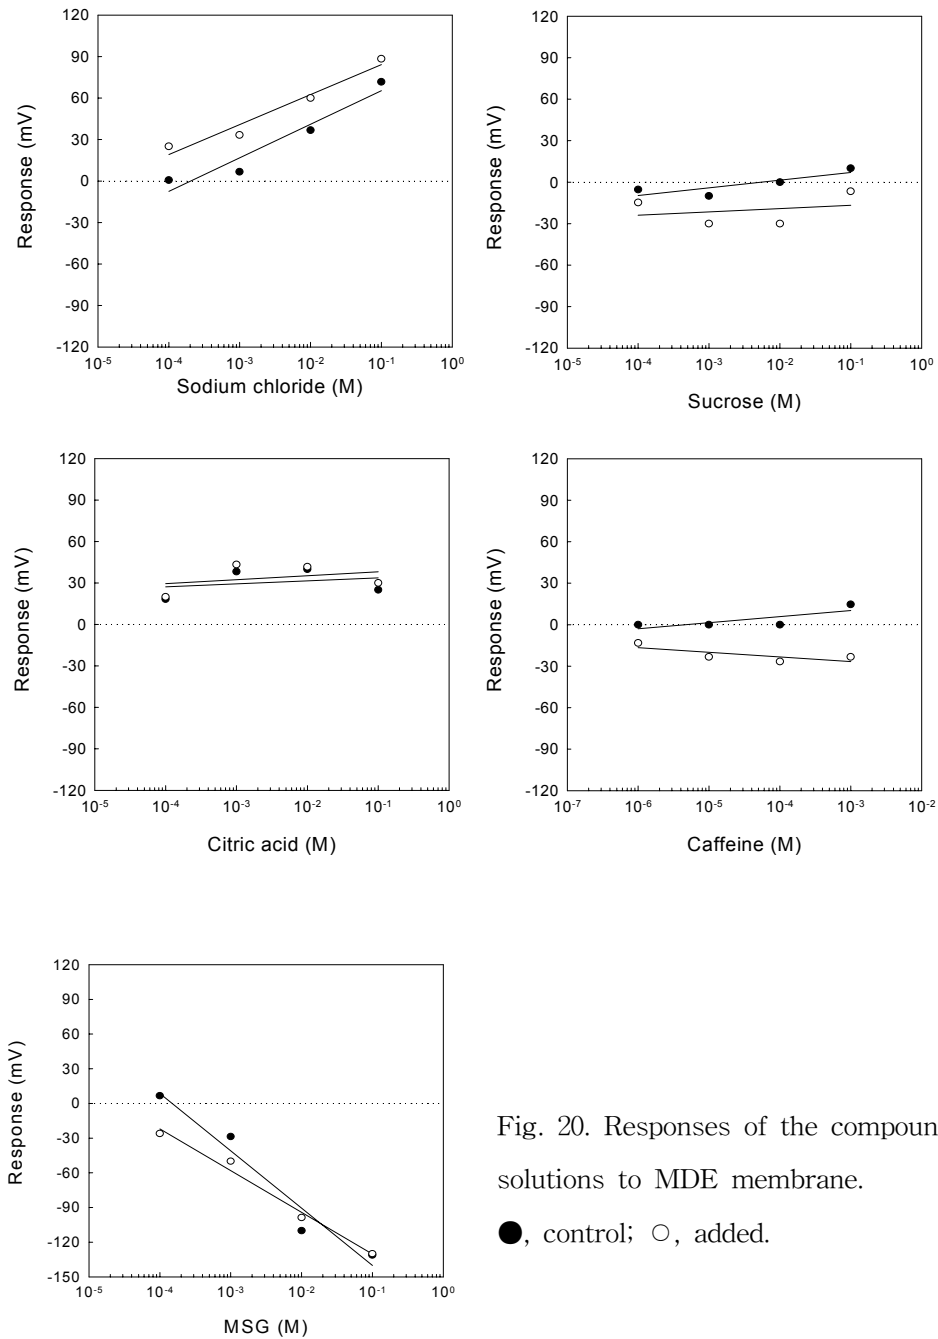 120
90
60
30
0
-30
-60
-90
-120
Response (mV)
10-5 10-4 10-3 10-2 10-1 100
Sodium chloride (M)
120
90
60
30
0
-30
-60
-90
-120
Response (mV)
10-5 10-4 10-3 10-2 10-1 100
Sucrose (M)
120
90
60
30
0
-30
-60
-90
-120
Response (mV)
10-5 10-4 10-3 10-2 10-1 100
Citric acid (M)
120
90
60
30
0
-30
-60
-90
-120
Response (mV)
10-7 10-6 10-5 10-4 10-3 10-2
Caffeine (M)
120
90
60
30
0
-30
-60
-90
-120
-150
Response (mV)
10-5 10-4 10-3 10-2 10-1 100
MSG (M)
Fig. 20. Responses of the compoun
solutions to MDE membrane.
●, control; ○, added.